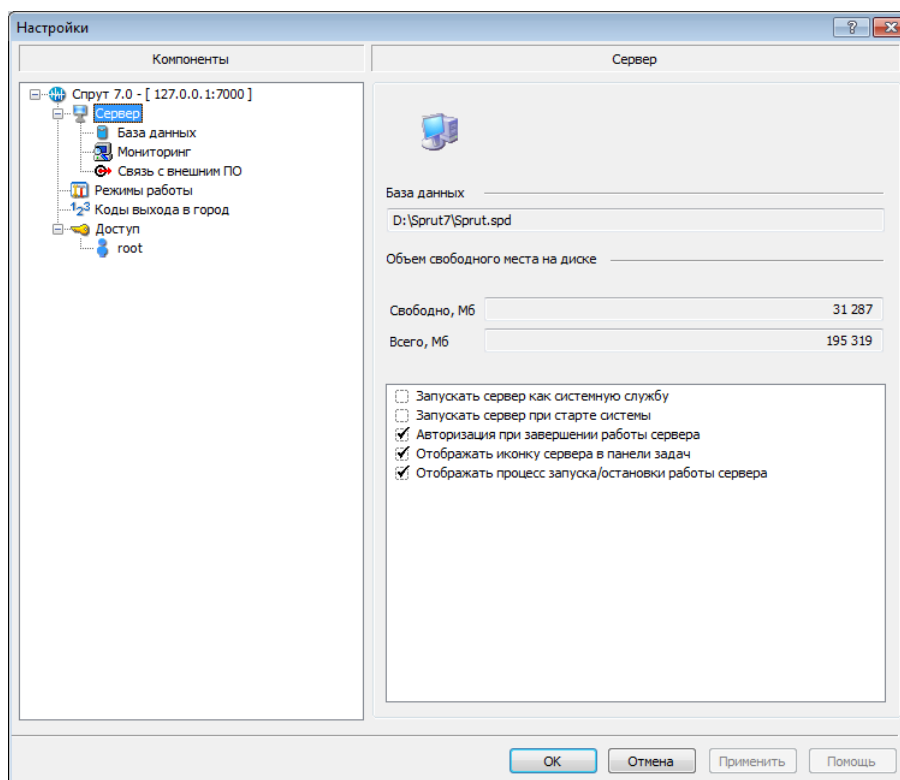 Настройки
Компоненты
Сервер
Спрут 7.0 - [ 127.0.0.1:7000 ]
Сервер
База данных
Мониторинг
Связь с внешним ПО
Режимы работы
123 Коды выхода в город
Доступ
root
База данных
D:\Sprut7\Sprut.spd
Объем свободного места на диске
Свободно, Мб 31 287
Всего, Мб 195 319
Запускать сервер как системную службу
Запускать сервер при старте системы
Авторизация при завершении работы сервера
Отображать иконку сервера в панели задач
Отображать процесс запуска/остановки работы сервера
OK Отмена Применить Помощь